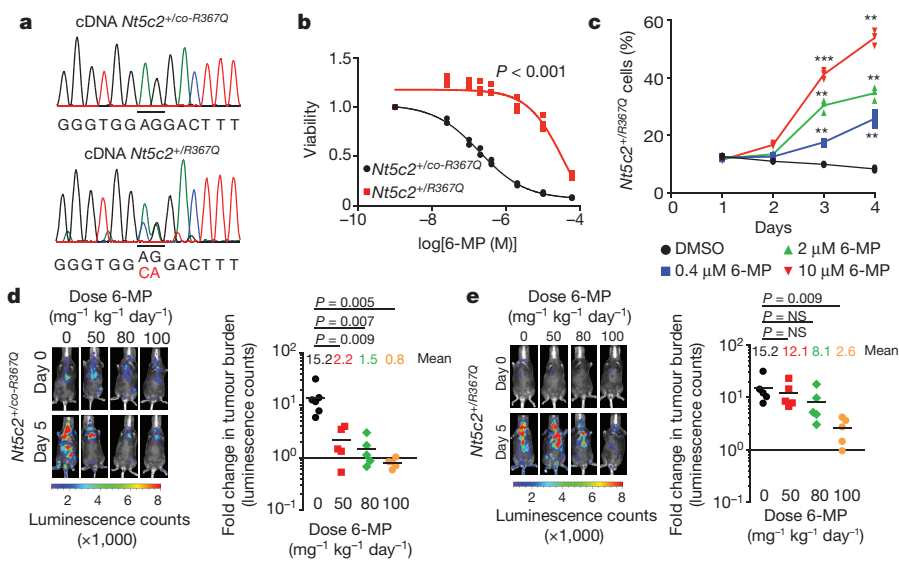 a
cDNA Nt5c2+/co-R367Q
GGGTGGAGGACTTT
cDNA Nt5c2+/R367Q
AG
GGGTGG GACTTT
CA
b
1.5
1.0
0.5
0
Viability
P < 0.001
Nt5c2+/co-R367Q
Nt5c2+/R367Q
−10 −8 −6 −4
log[6-MP (M)]
c
60
40
20
0
Nt5c2+/R367Q cells (%)
** *** ** ** ** **
0 1 2 3 4
Days
DMSO 2 μM 6-MP
0.4 μM 6-MP 10 μM 6-MP
d
Dose 6-MP
(mg−1 kg−1 day−1)
0 50 80 100
Nt5c2+/co-R367Q
Day 0
Day 5
2 4 6 8
Luminescence counts
(×1,000)
Fold change in tumour burden
(luminescence counts)
P = 0.005
P = 0.007
P = 0.009
15.2 2.2 1.5 0.8 Mean
10²
10¹
10⁰
10−1
0 50 80 100
Dose 6-MP
(mg−1 kg−1 day−1)
e
Dose 6-MP
(mg−1 kg−1 day−1)
0 50 80 100
Nt5c2+/R367Q
Day 0
Day 5
2 4 6 8
Luminescence counts
(×1,000)
Fold change in tumour burden
(luminescence counts)
P = 0.009
P = NS
P = NS
15.2 12.1 8.1 2.6 Mean
10²
10¹
10⁰
10−1
0 50 80 100
Dose 6-MP
(mg−1 kg−1 day−1)